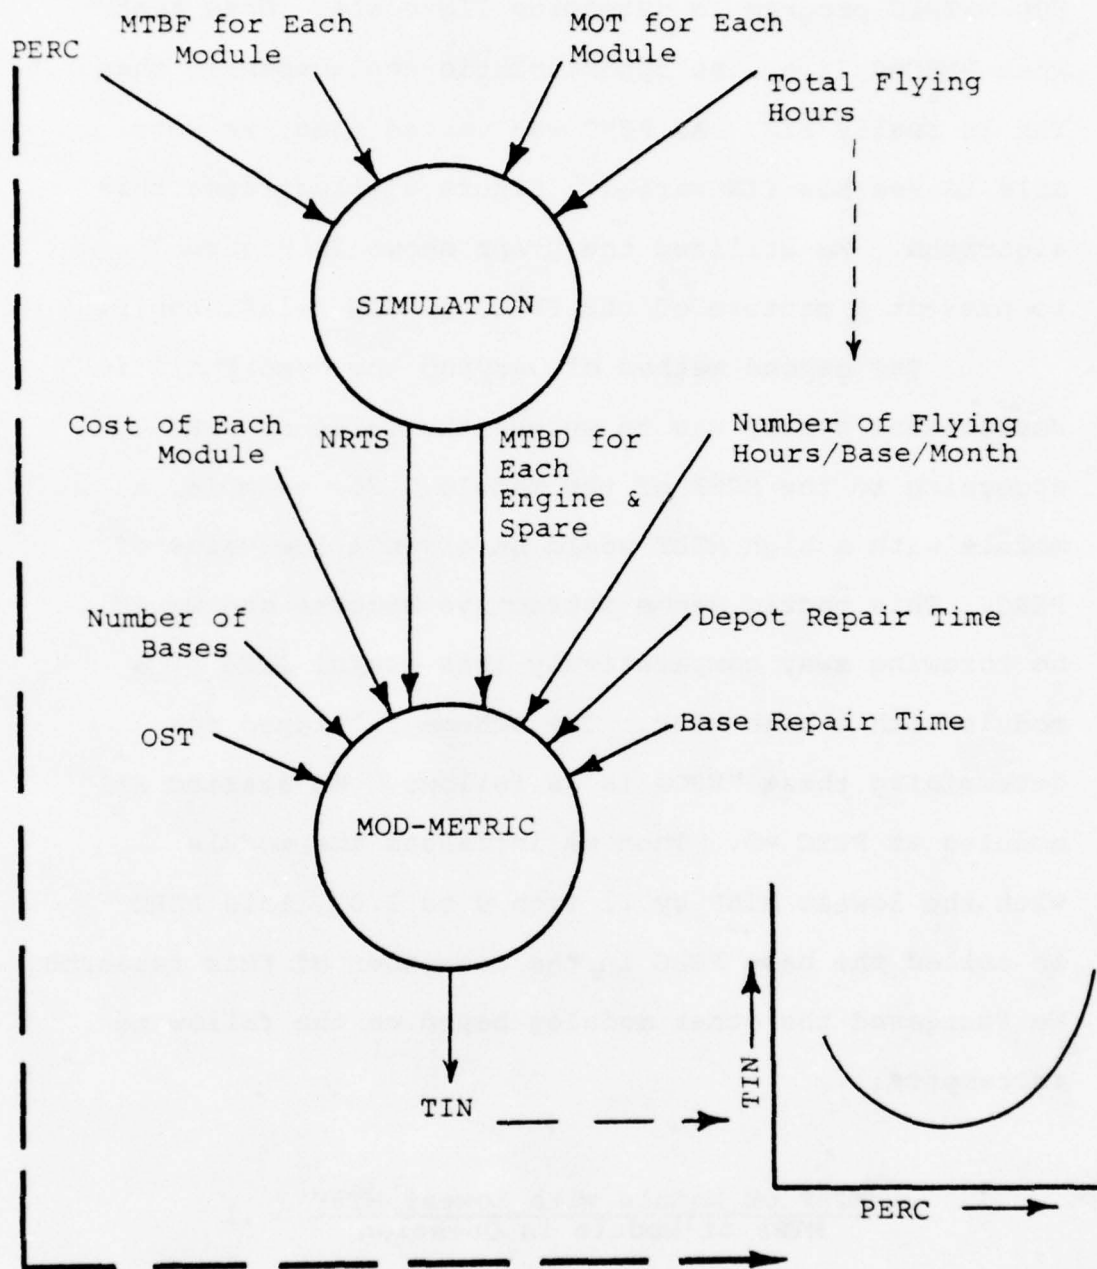 PERC
MTBF for Each
Module
MOT for Each
Module
Total Flying
Hours
SIMULATION
Cost of Each
Module
NRTS
MTBD for
Each
Engine &
Spare
Number of Flying
Hours/Base/Month
Number of
Bases
Depot Repair Time
OST
Base Repair Time
MOD-METRIC
TIN
TIN
PERC